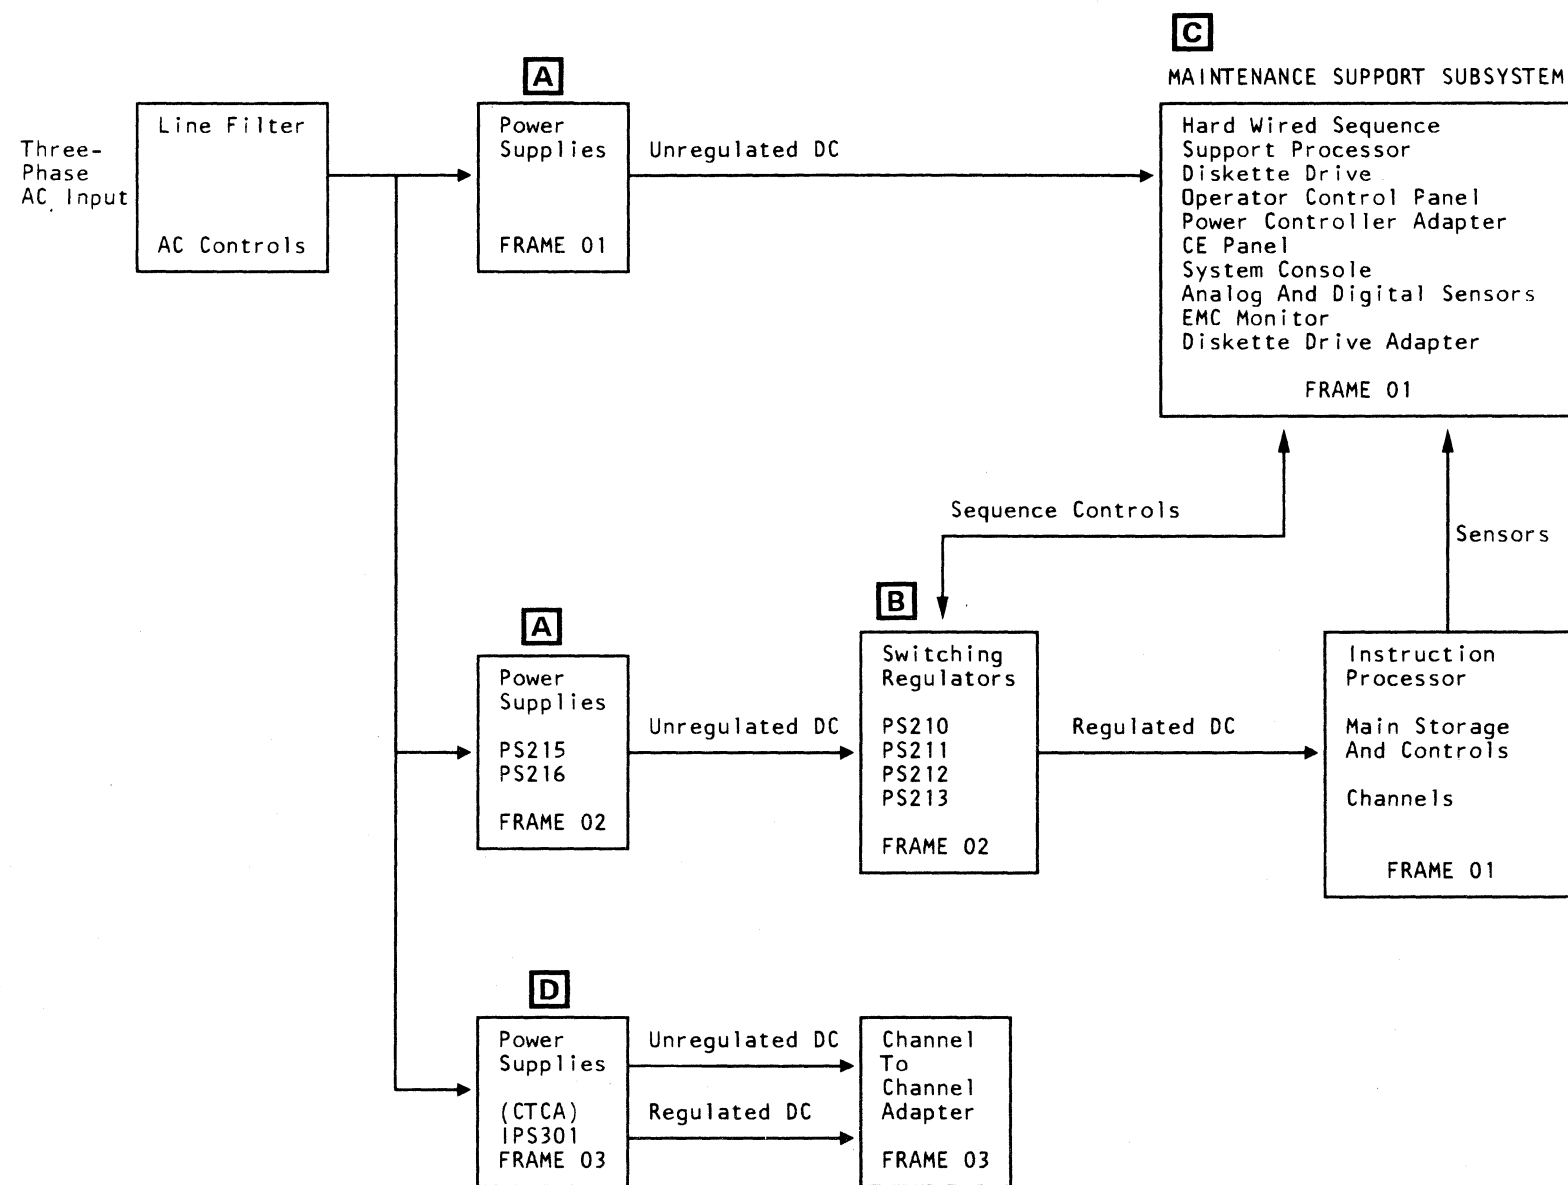 C
MAINTENANCE SUPPORT SUBSYSTEM
A
Three-
Phase
AC Input
Line Filter
AC Controls
Power
Supplies
FRAME 01
Unregulated DC
Hard Wired Sequence
Support Processor
Diskette Drive
Operator Control Panel
Power Controller Adapter
CE Panel
System Console
Analog And Digital Sensors
EMC Monitor
Diskette Drive Adapter
FRAME 01
Sequence Controls
Sensors
A
Power
Supplies
PS215
PS216
FRAME 02
Unregulated DC
B
Switching
Regulators
PS210
PS211
PS212
PS213
FRAME 02
Regulated DC
Instruction
Processor
Main Storage
And Controls
Channels
FRAME 01
D
Power
Supplies
(CTCA)
IPS301
FRAME 03
Unregulated DC
Regulated DC
Channel
To
Channel
Adapter
FRAME 03